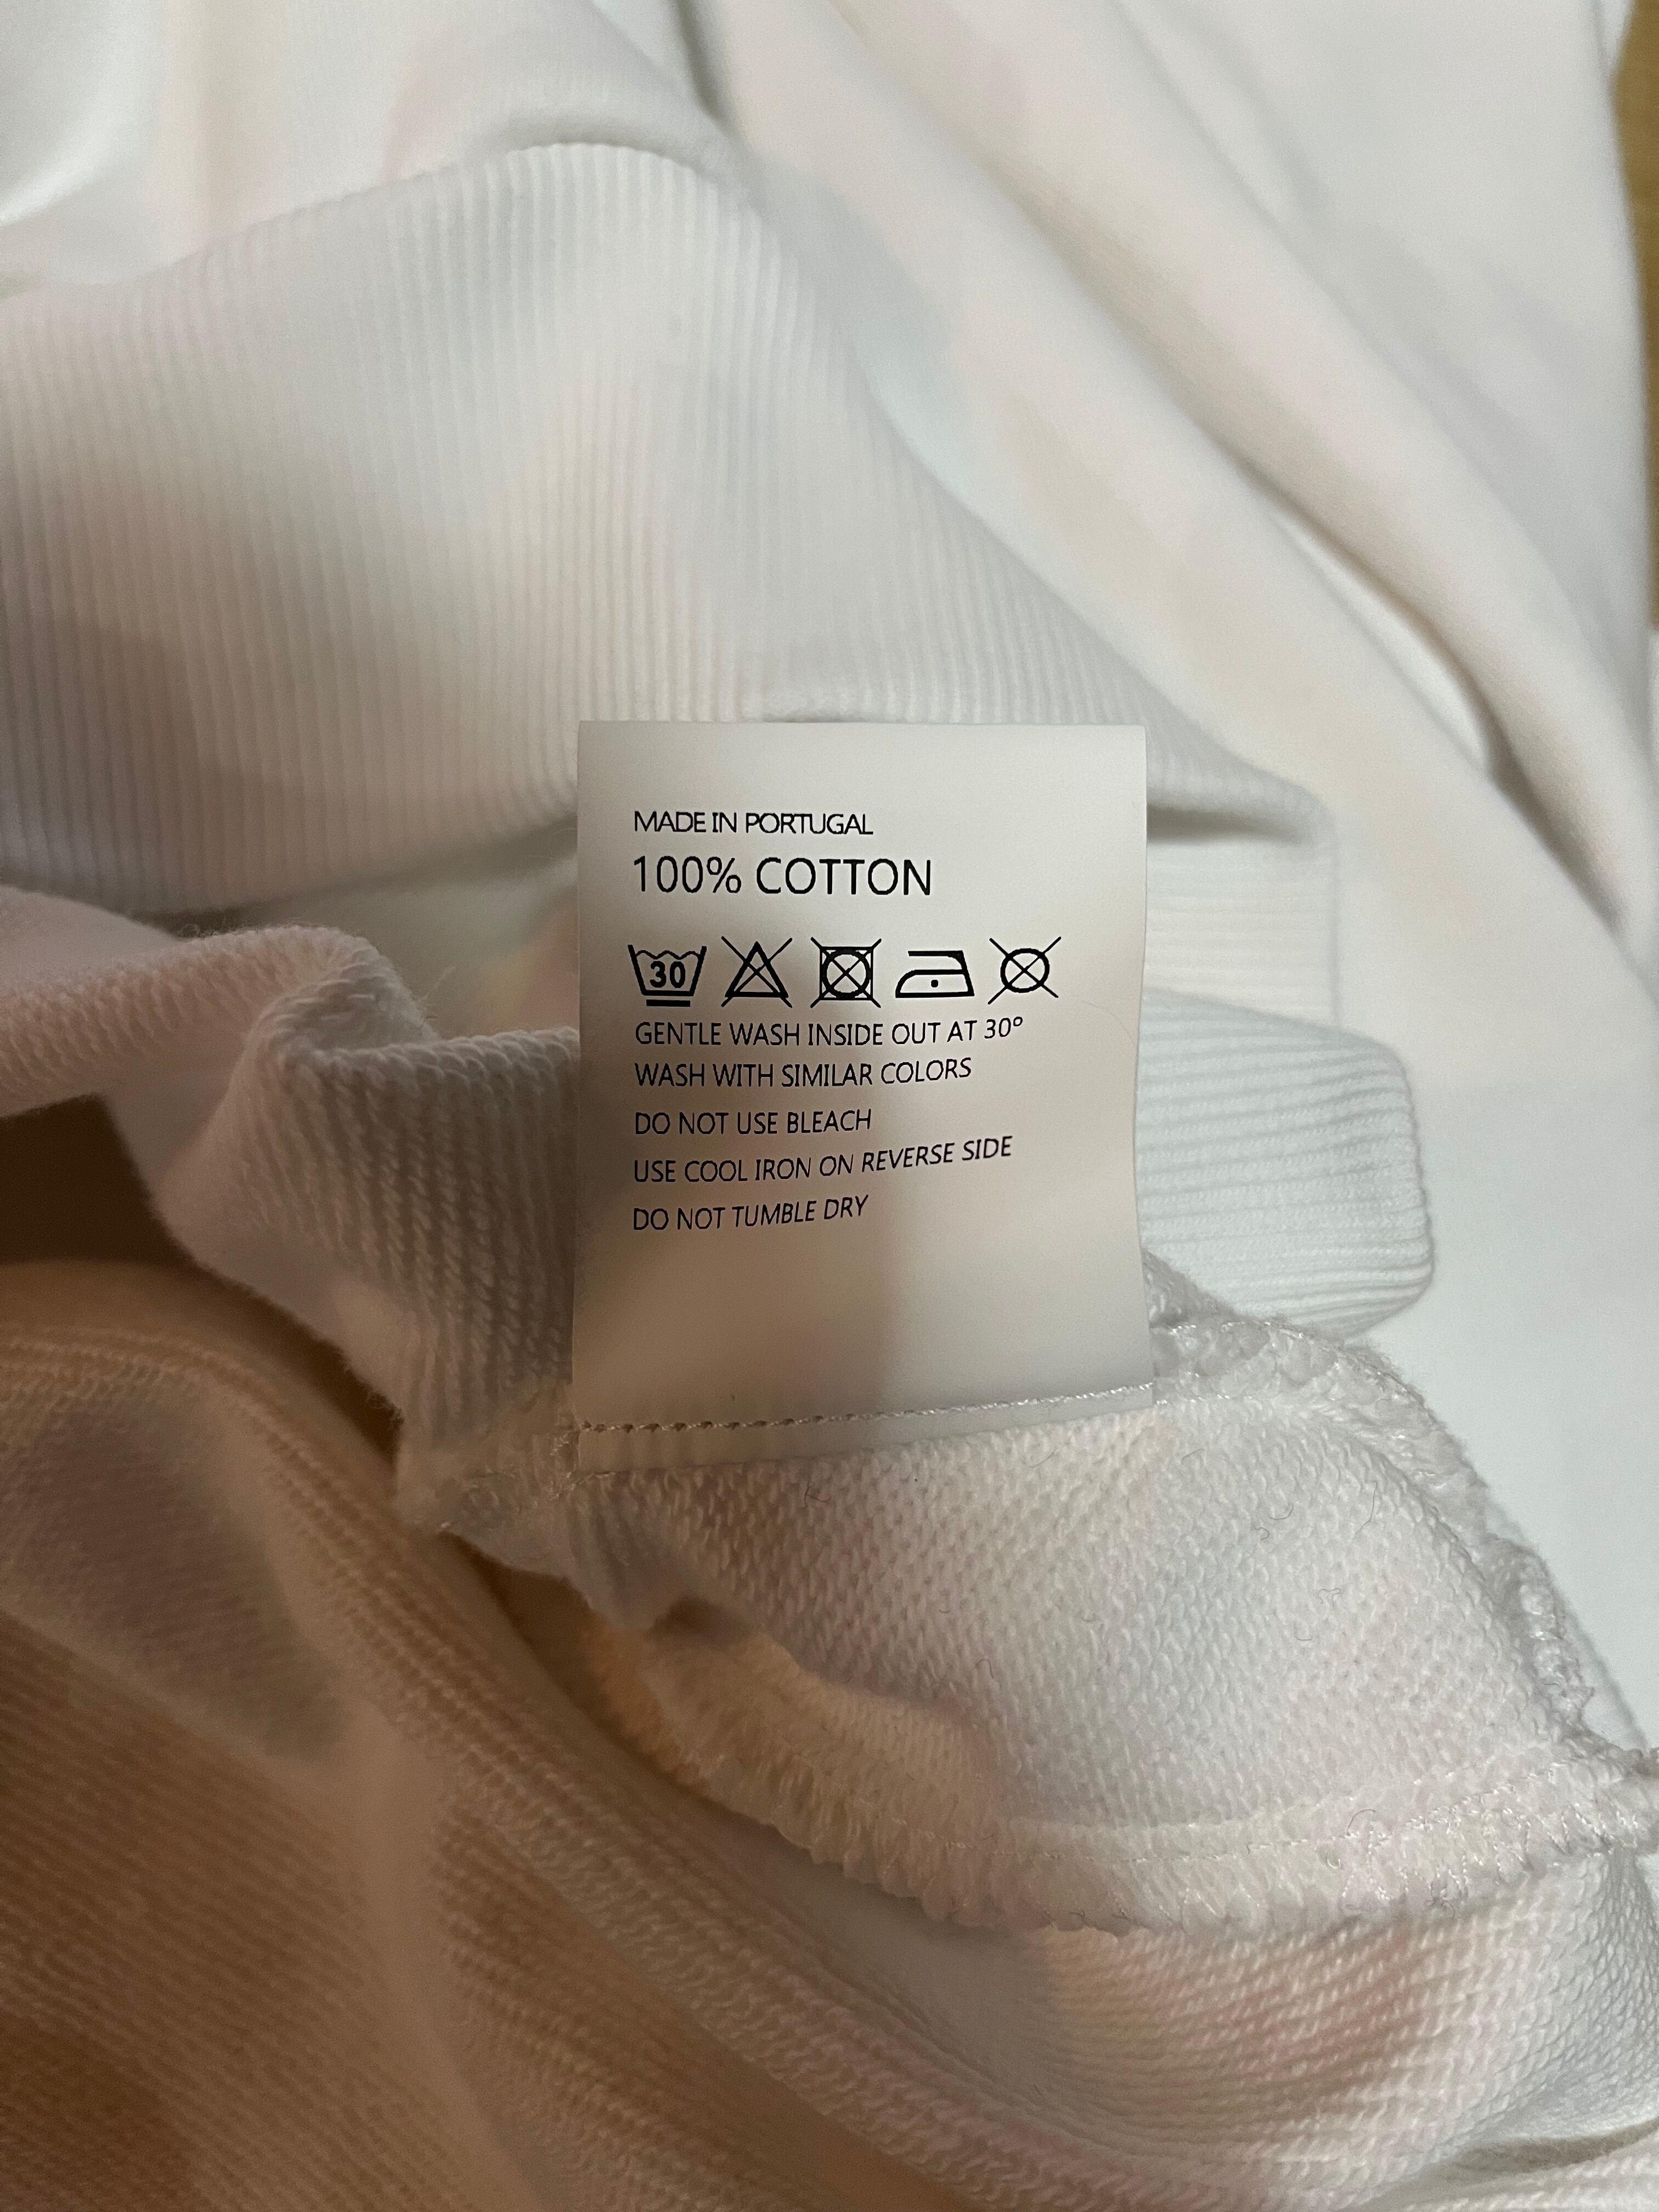 MADE IN PORTUGAL
100% COTTON
30
GENTLE WASH INSIDE OUT AT 30º
WASH WITH SIMILAR COLORS
DO NOT USE BLEACH
USE COOL IRON ON REVERSE SIDE
DO NOT TUMBLE DRY